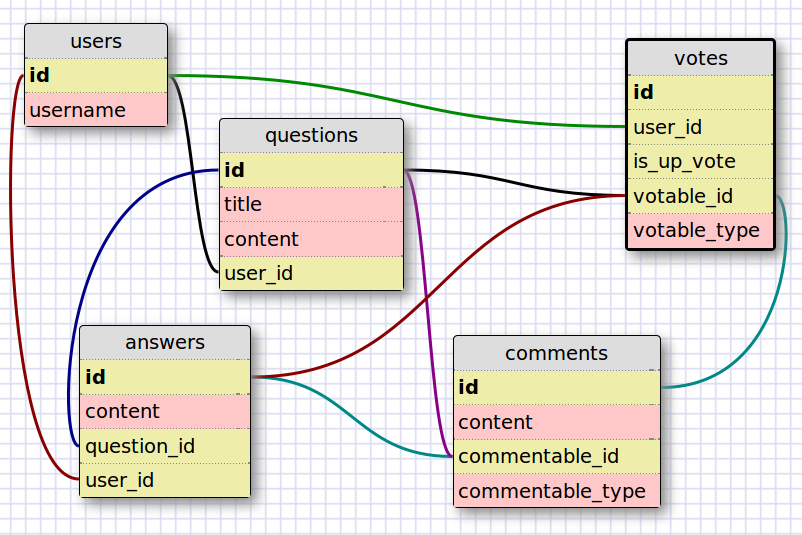 users
id
username
questions
id
title
content
user_id
votes
id
user_id
is_up_vote
votable_id
votable_type
answers
id
content
question_id
user_id
comments
id
content
commentable_id
commentable_type